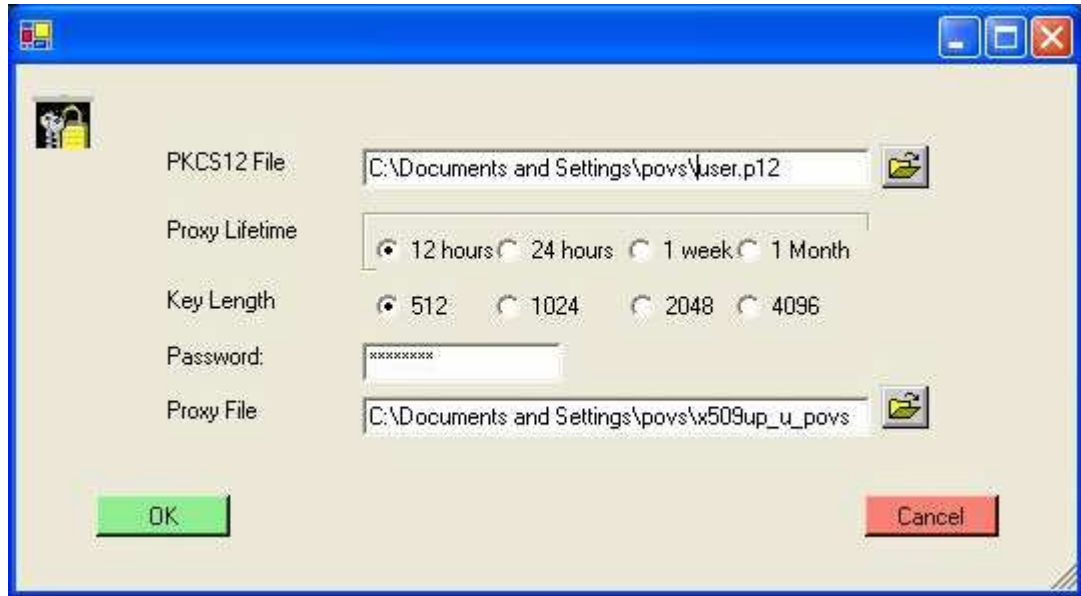 PKCS12 File C:\Documents and Settings\povs\user.p12
Proxy Lifetime 12 hours 24 hours 1 week 1 Month
Key Length 512 1024 2048 4096
Password: ********
Proxy File C:\Documents and Settings\povs\x509up_u_povs
OK Cancel